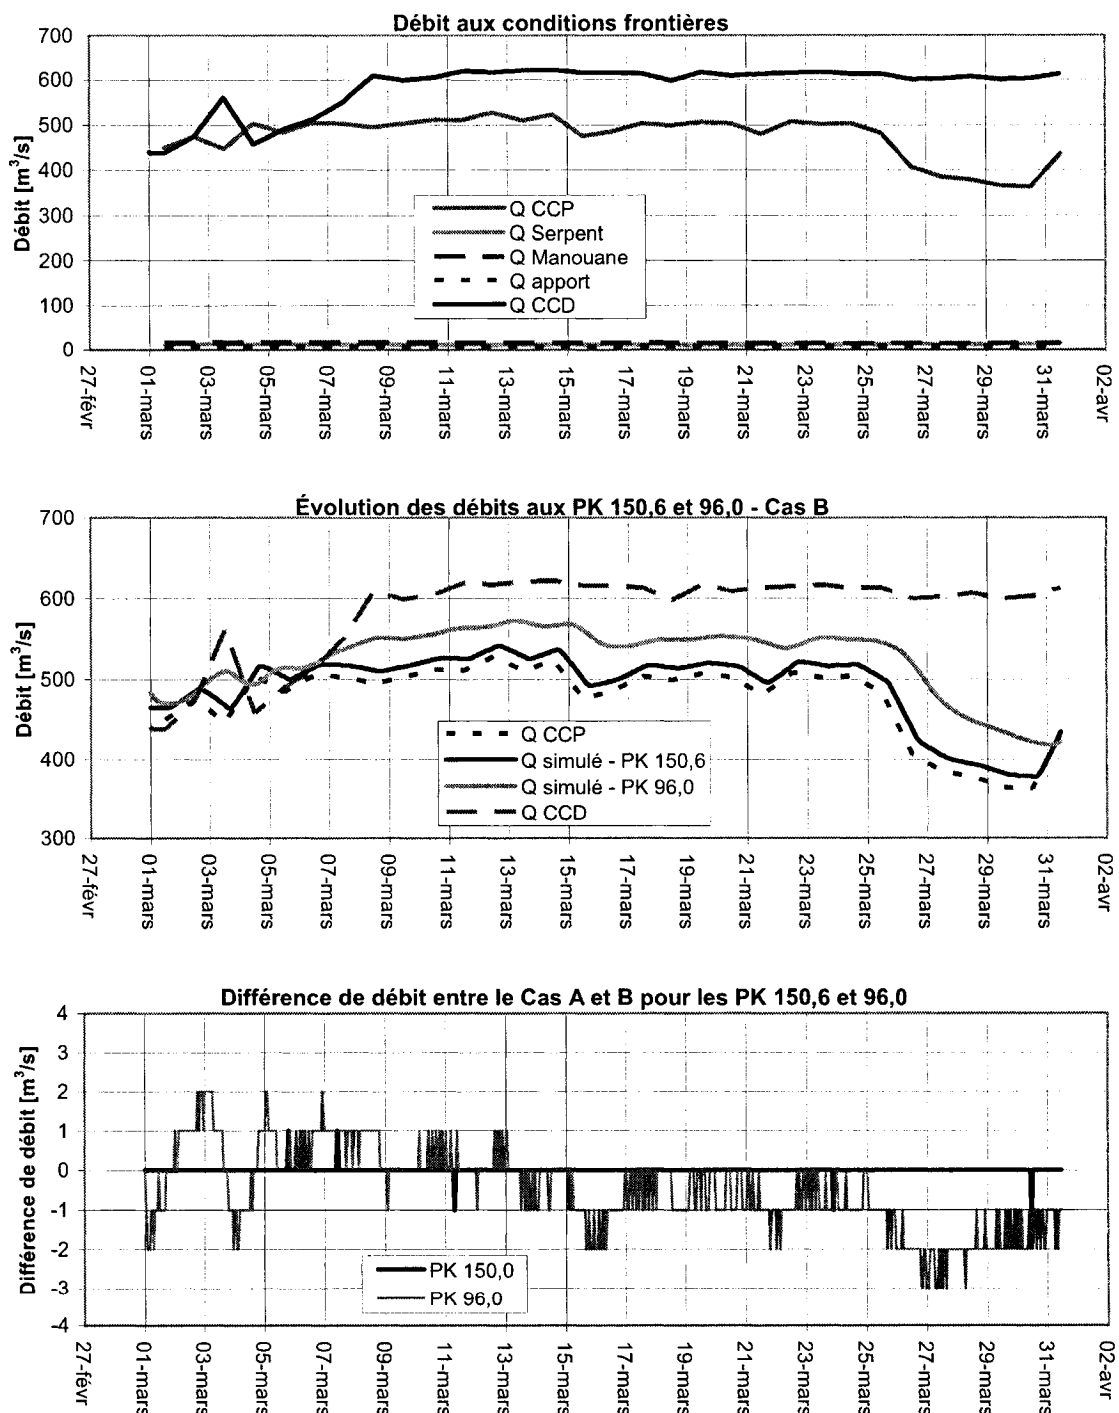 Débit aux conditions frontières
700
600
500
400
300
200
100
0
Débit [m³/s]
Q CCP
Q Serpent
Q Manouane
Q apport
Q CCD
27-févr
01-mars
03-mars
05-mars
07-mars
09-mars
11-mars
13-mars
15-mars
17-mars
19-mars
21-mars
23-mars
25-mars
27-mars
29-mars
31-mars
02-avr
Évolution des débits aux PK 150,6 et 96,0 - Cas B
700
600
500
400
300
Débit [m³/s]
Q CCP
Q simulé - PK 150,6
Q simulé - PK 96,0
Q CCD
27-févr
01-mars
03-mars
05-mars
07-mars
09-mars
11-mars
13-mars
15-mars
17-mars
19-mars
21-mars
23-mars
25-mars
27-mars
29-mars
31-mars
02-avr
Différence de débit entre le Cas A et B pour les PK 150,6 et 96,0
4
3
2
1
0
-1
-2
-3
-4
Différence de débit [m³/s]
PK 150,0
PK 96,0
27-févr
01-mars
03-mars
05-mars
07-mars
09-mars
11-mars
13-mars
15-mars
17-mars
19-mars
21-mars
23-mars
25-mars
27-mars
29-mars
31-mars
02-avr